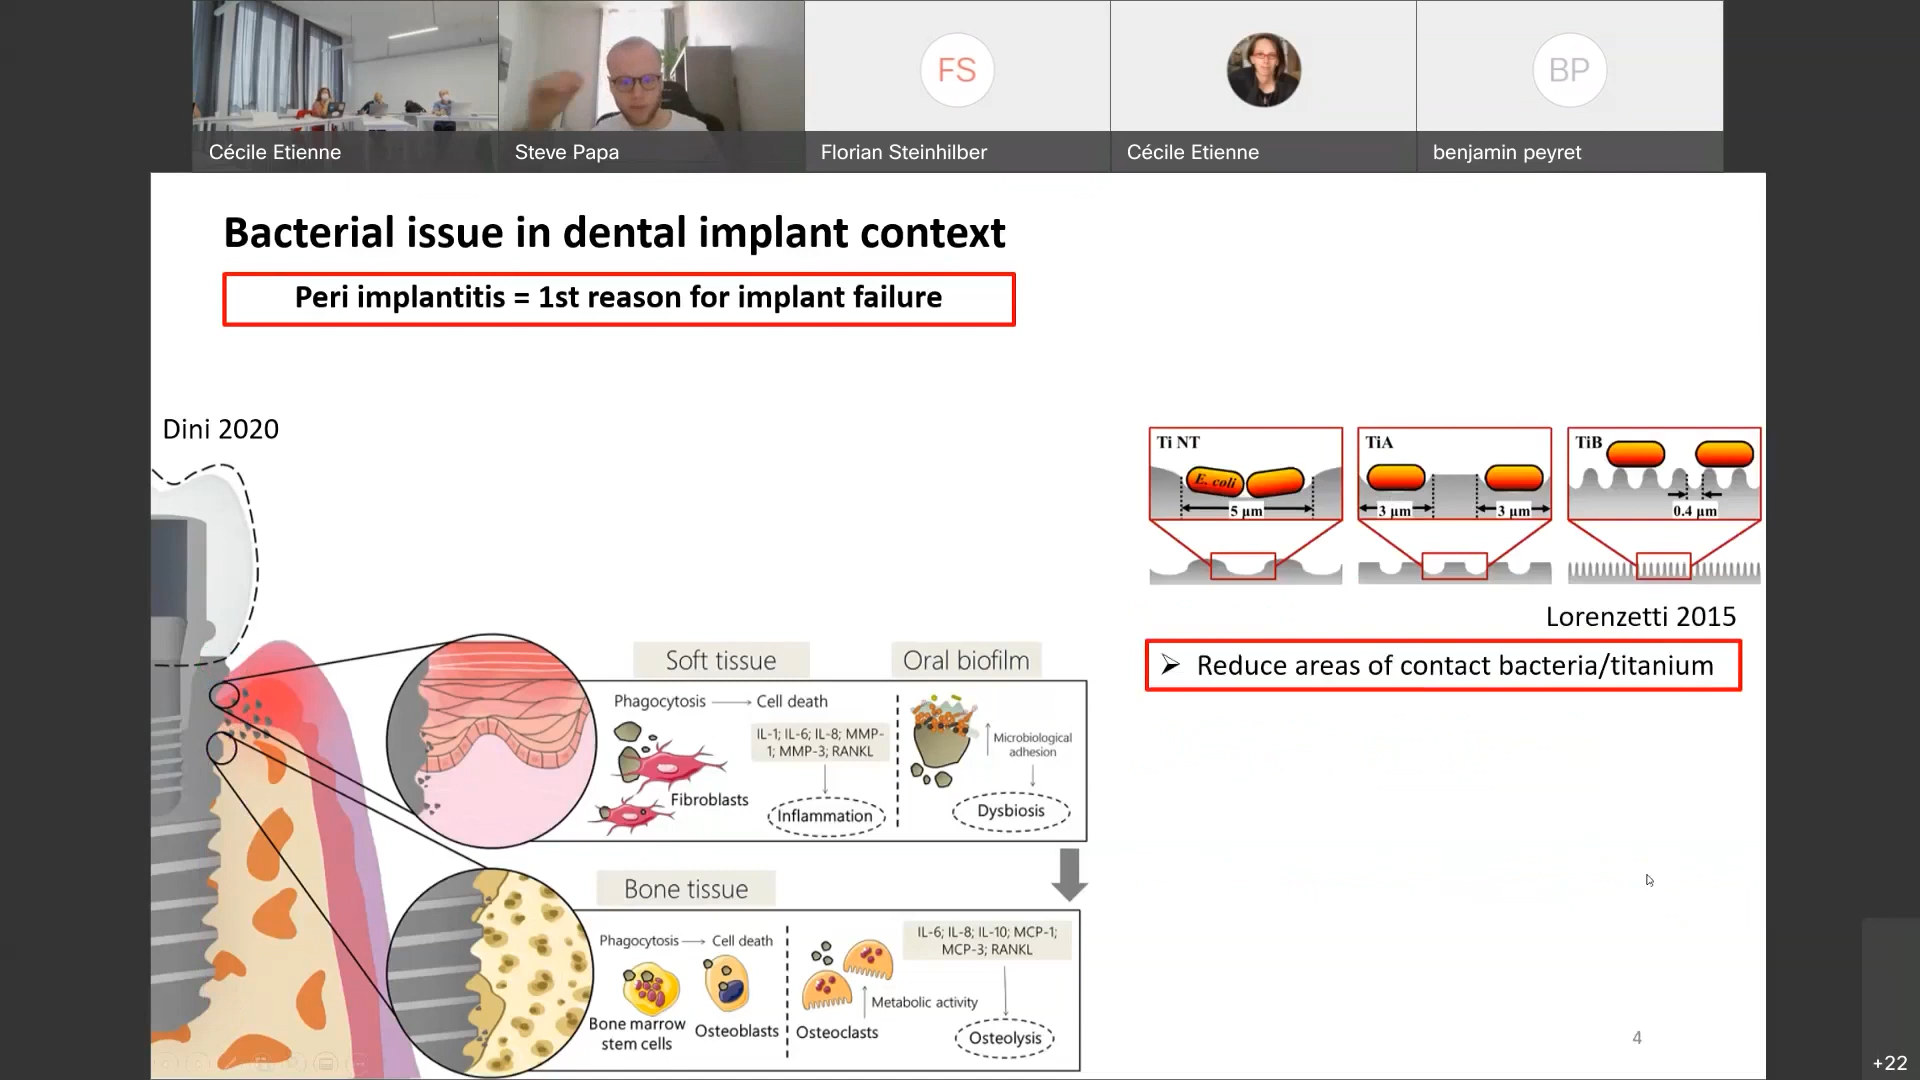 FS
BP
Cécile Etienne
Steve Papa
Florian Steinhilber
Cécile Etienne
benjamin peyret
Bacterial issue in dental implant context
Peri implantitis = 1st reason for implant failure
Dini 2020
Ti NT
E. coli
5 µm
TiA
3 µm
3 µm
TiB
0.4 µm
Lorenzetti 2015
➢ Reduce areas of contact bacteria/titanium
Soft tissue
Oral biofilm
Phagocytosis
Cell death
IL-1; IL-6; IL-8; MMP-
1; MMP-3; RANKL
Fibroblasts
Inflammation
Microbiological
adhesion
Dysbiosis
Bone tissue
Phagocytosis
Cell death
Bone marrow
stem cells
Osteoblasts
Osteoclasts
Metabolic activity
IL-6; IL-8; IL-10; MCP-1;
MCP-3; RANKL
Osteolysis
4
+22